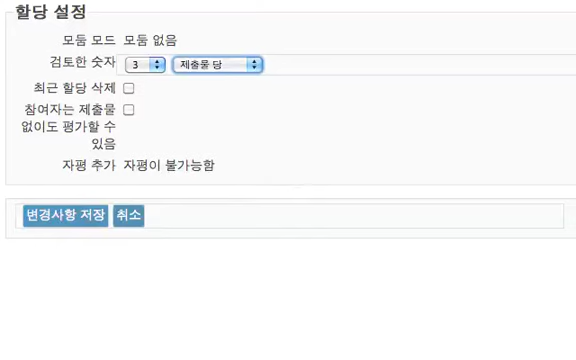 할당 설정
모둠 모드 모둠 없음
검토한 숫자 3 제출물 당
최근 할당 삭제
참여자는 제출물
없이도 평가할 수
있음
자평 추가 자평이 불가능함
변경사항 저장 취소